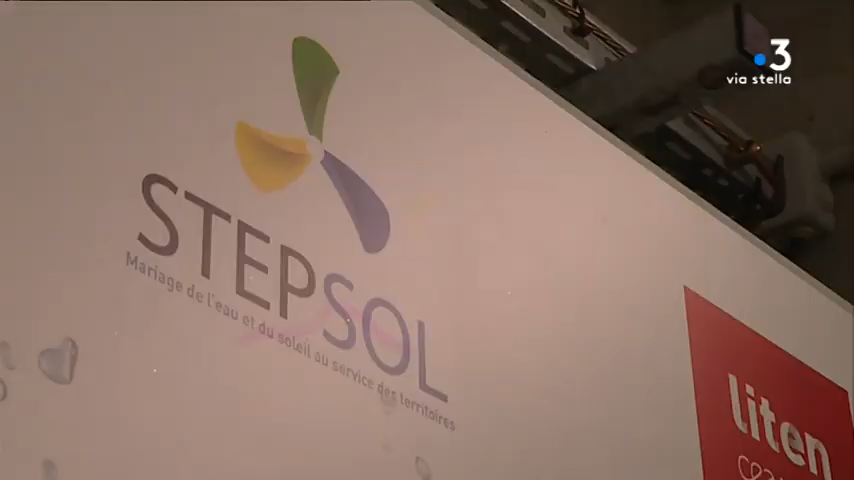 3
via stella
STEPSOL
Mariage de l'eau et du soleil au service des territoires
liten